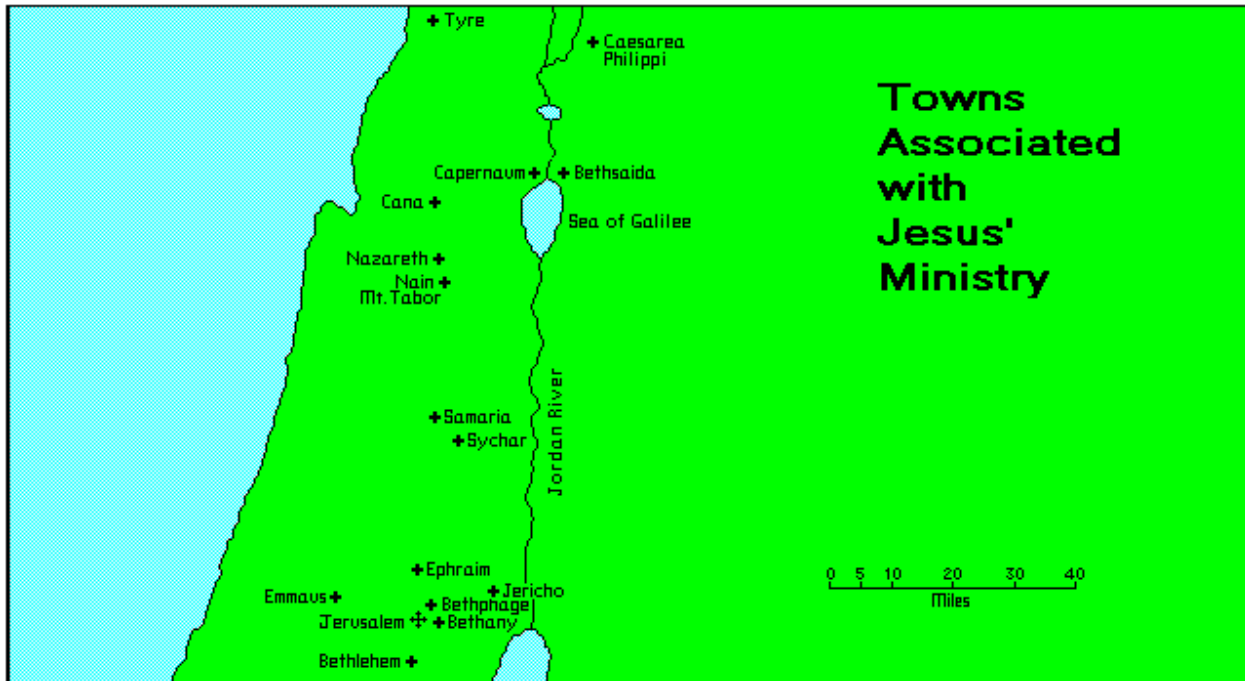 Tyre
Caesarea
Philippi
Towns
Associated
with
Jesus'
Ministry
Capernaum
Bethsaida
Cana
Sea of Galilee
Nazareth
Nain
Mt. Tabor
Jordan River
Samaria
Sychar
Ephraim
Jericho
Emmaus
Bethphage
Jerusalem
Bethany
Bethlehem
0 5 10 20 30 40
Miles